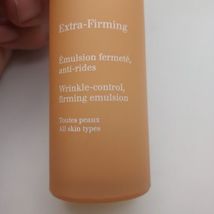 Extra-Firming
Émulsion fermeté,
anti-rides
Wrinkle-control,
firming emulsion
Toutes peaux
All skin types